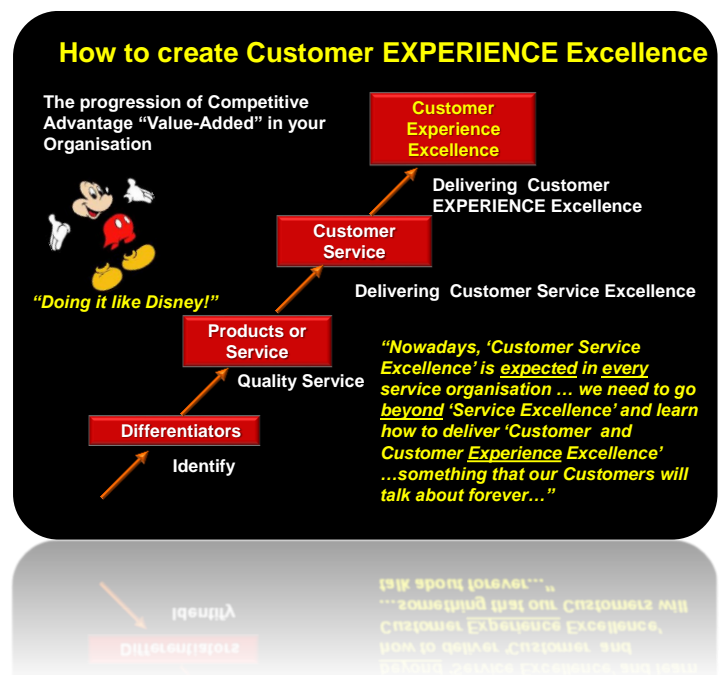 How to create Customer EXPERIENCE Excellence
The progression of Competitive
Advantage “Value-Added” in your
Organisation
Customer
Experience
Excellence
Delivering Customer
EXPERIENCE Excellence
Customer
Service
“Doing it like Disney!”
Delivering Customer Service Excellence
Products or
Service
Quality Service
“Nowadays, ‘Customer Service
Excellence’ is expected in every
service organisation … we need to go
beyond ‘Service Excellence’ and learn
how to deliver ‘Customer and
Customer Experience Excellence’
…something that our Customers will
talk about forever…”
Differentiators
Identify